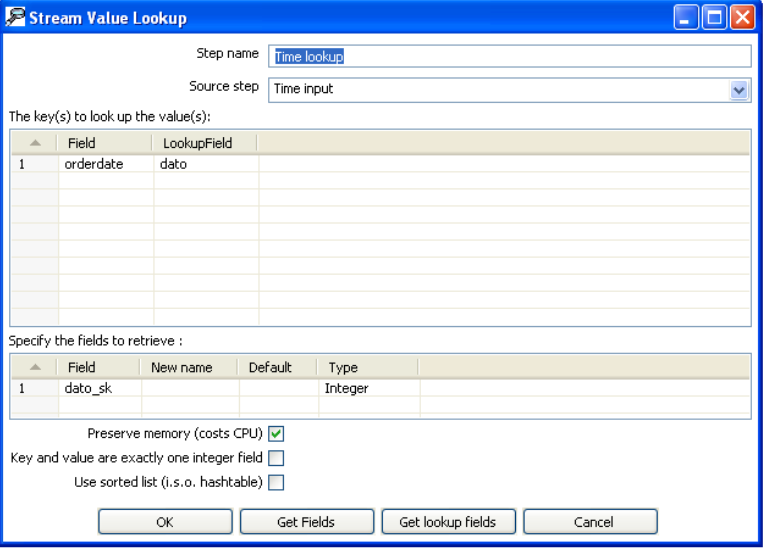 Stream Value Lookup
Step name Time lookup
Source step Time input
The key(s) to look up the value(s):
Field LookupField
1 orderdate dato
Specify the fields to retrieve :
Field New name Default Type
1 dato_sk Integer
Preserve memory (costs CPU)
Key and value are exactly one integer field
Use sorted list (i.s.o. hashtable)
OK Get Fields Get lookup fields Cancel